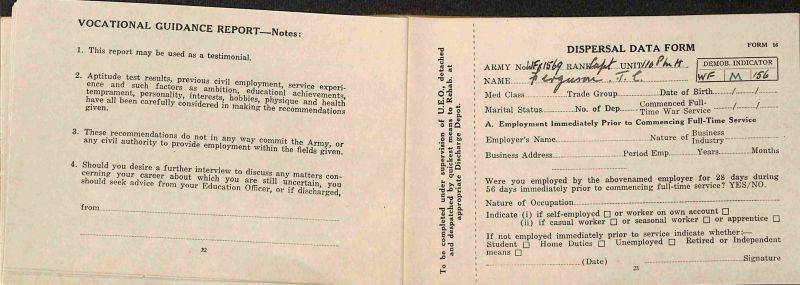 VOCATIONAL GUIDANCE REPORT—Notes:
1. This report may be used as a testimonial.
2. Aptitude test results, previous civil employment, service experi-
ence and such factors as ambition, educational achievements,
temprament, personality, interests, hobbies, physique and health
have all been carefully considered in making the recommendations
given.
3. These recommendations do not in any way commit the Army, or
any civil authority to provide employment within the fields given.
4. Should you desire a further interview to discuss any matters con-
cerning your career about which you are still uncertain, you
should seek advice from your Education Officer, or if discharged,
from
22
To be completed under supervision of U.E.O., detached
and despatched by quickest means to Rehab. at
appropriate Discharge Depot.
DISPERSAL DATA FORM FORM 16
ARMY No. WFX1569 RANK Capt UNIT 110 P m H
DEMOB. INDICATOR
NAME Ferguson. T. C. WF M 156
Med Class Trade Group Date of Birth / /
Marital Status No. of Dep. Commenced Full-
Time War Service / /
A. Employment Immediately Prior to Commencing Full-Time Service
Employer's Name Nature of Business
Industry
Business Address Period Emp. Years Months
Were you employed by the abovenamed employer for 28 days during
56 days immediately prior to commencing full-time service? YES/NO.
Nature of Occupation
Indicate (i) if self-employed □ or worker on own account □
(ii) if casual worker □ or seasonal worker □ or apprentice □
If not employed immediately prior to service indicate whether:—
Student □ Home Duties □ Unemployed □ Retired or Independent
means □
(Date) Signature
23